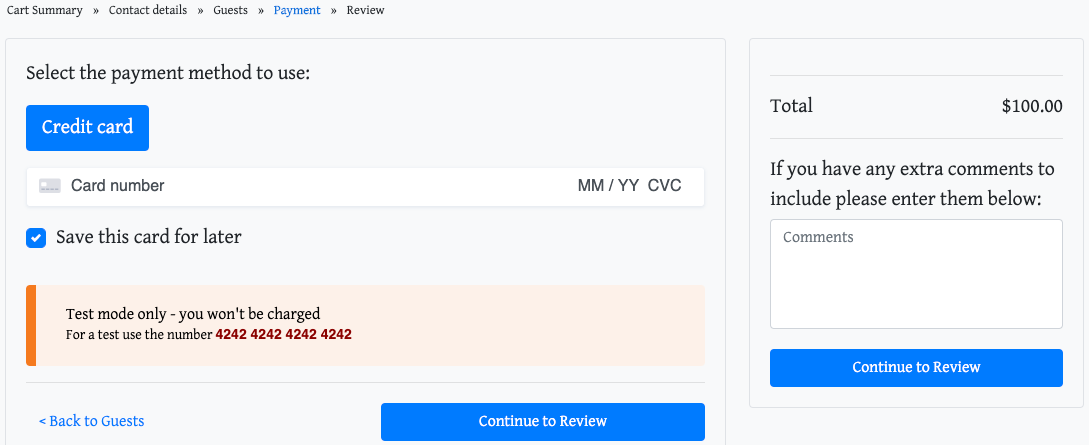 Cart Summary » Contact details » Guests » Payment » Review
Select the payment method to use:
Credit card
Card number MM / YY CVC
Save this card for later
Test mode only - you won't be charged
For a test use the number 4242 4242 4242 4242
< Back to Guests
Continue to Review
Total $100.00
If you have any extra comments to
include please enter them below:
Comments
Continue to Review